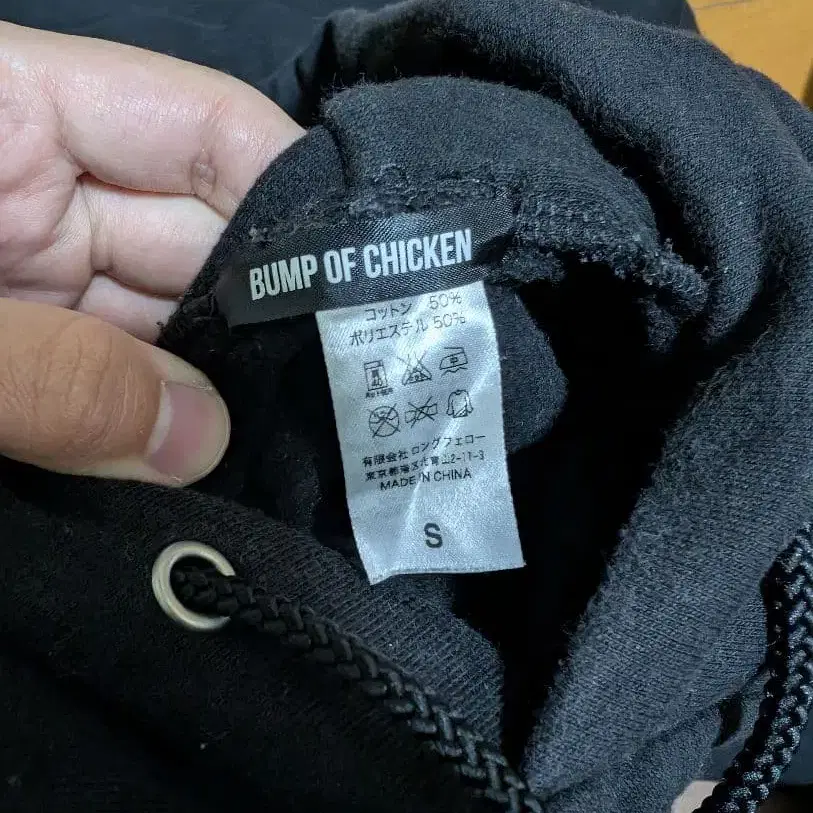 BUMP OF CHICKEN
コットン 50%
ポリエステル 50%
中
有限会社 ロングフェロー
東京都港区北青山2-11-3
MADE IN CHINA
S